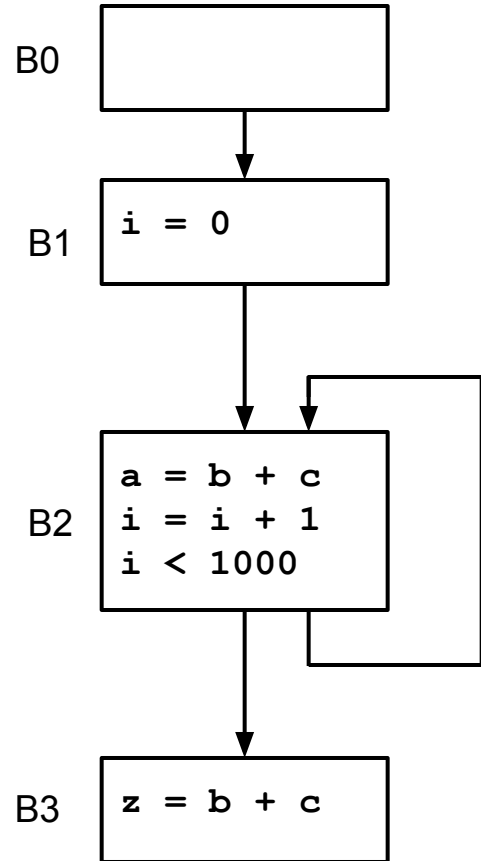 B0
B1
i = 0
B2
a = b + c
i = i + 1
i < 1000
B3
z = b + c